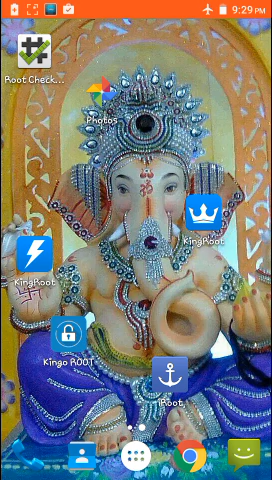 9:29 PM
Root Check...
Photos
KingRoot
KingRoot
Kingo ROOT
iRoot
ॐ